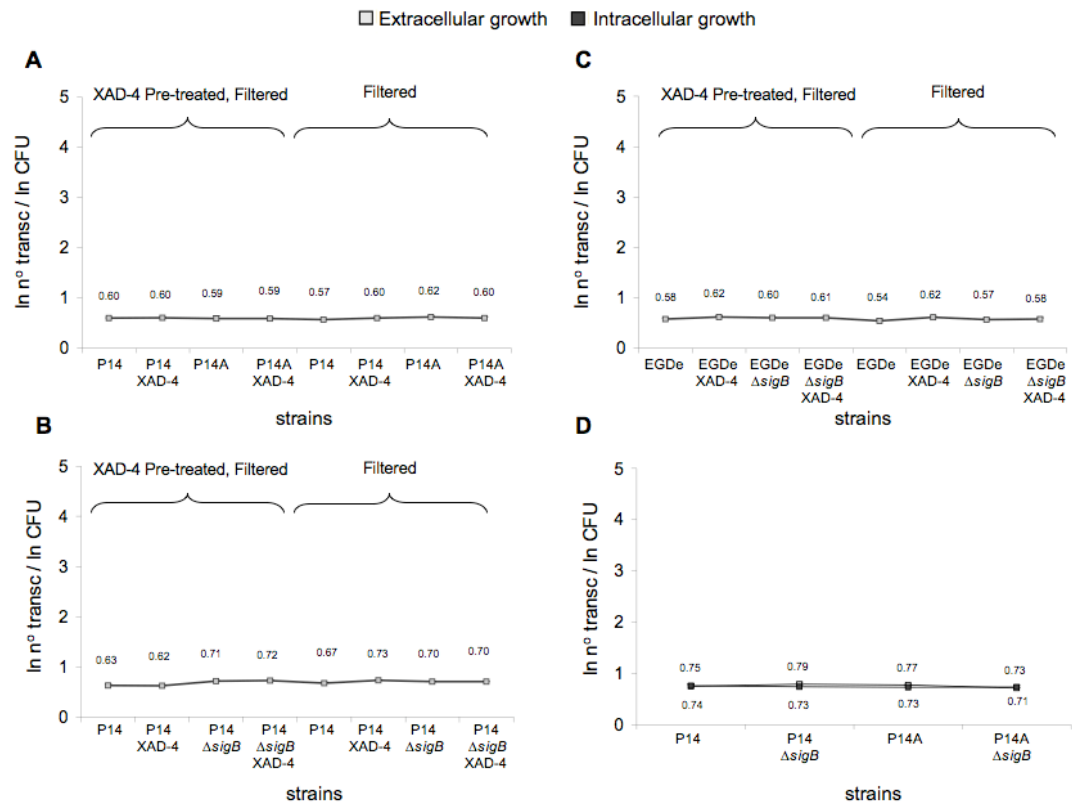 Extracellular growth
Intracellular growth
A
XAD-4 Pre-treated, Filtered
Filtered
ln nº transc / ln CFU
5
4
3
2
1
0
0.60
0.60
0.59
0.59
0.57
0.60
0.62
0.60
P14
P14
XAD-4
P14A
P14A
XAD-4
P14
P14
XAD-4
P14A
P14A
XAD-4
strains
C
XAD-4 Pre-treated, Filtered
Filtered
ln nº transc / ln CFU
5
4
3
2
1
0
0.58
0.62
0.60
0.61
0.54
0.62
0.57
0.58
EGDe
EGDe
XAD-4
EGDe
ΔsigB
EGDe
ΔsigB
XAD-4
EGDe
EGDe
XAD-4
EGDe
ΔsigB
EGDe
ΔsigB
XAD-4
strains
B
XAD-4 Pre-treated, Filtered
Filtered
ln nº transc / ln CFU
5
4
3
2
1
0
0.63
0.62
0.71
0.72
0.67
0.73
0.70
0.70
P14
P14
XAD-4
P14
ΔsigB
P14
ΔsigB
XAD-4
P14
P14
XAD-4
P14
ΔsigB
P14
ΔsigB
XAD-4
strains
D
ln nº transc / ln CFU
5
4
3
2
1
0
0.75
0.79
0.77
0.73
0.74
0.73
0.73
0.71
P14
P14
ΔsigB
P14A
P14A
ΔsigB
strains